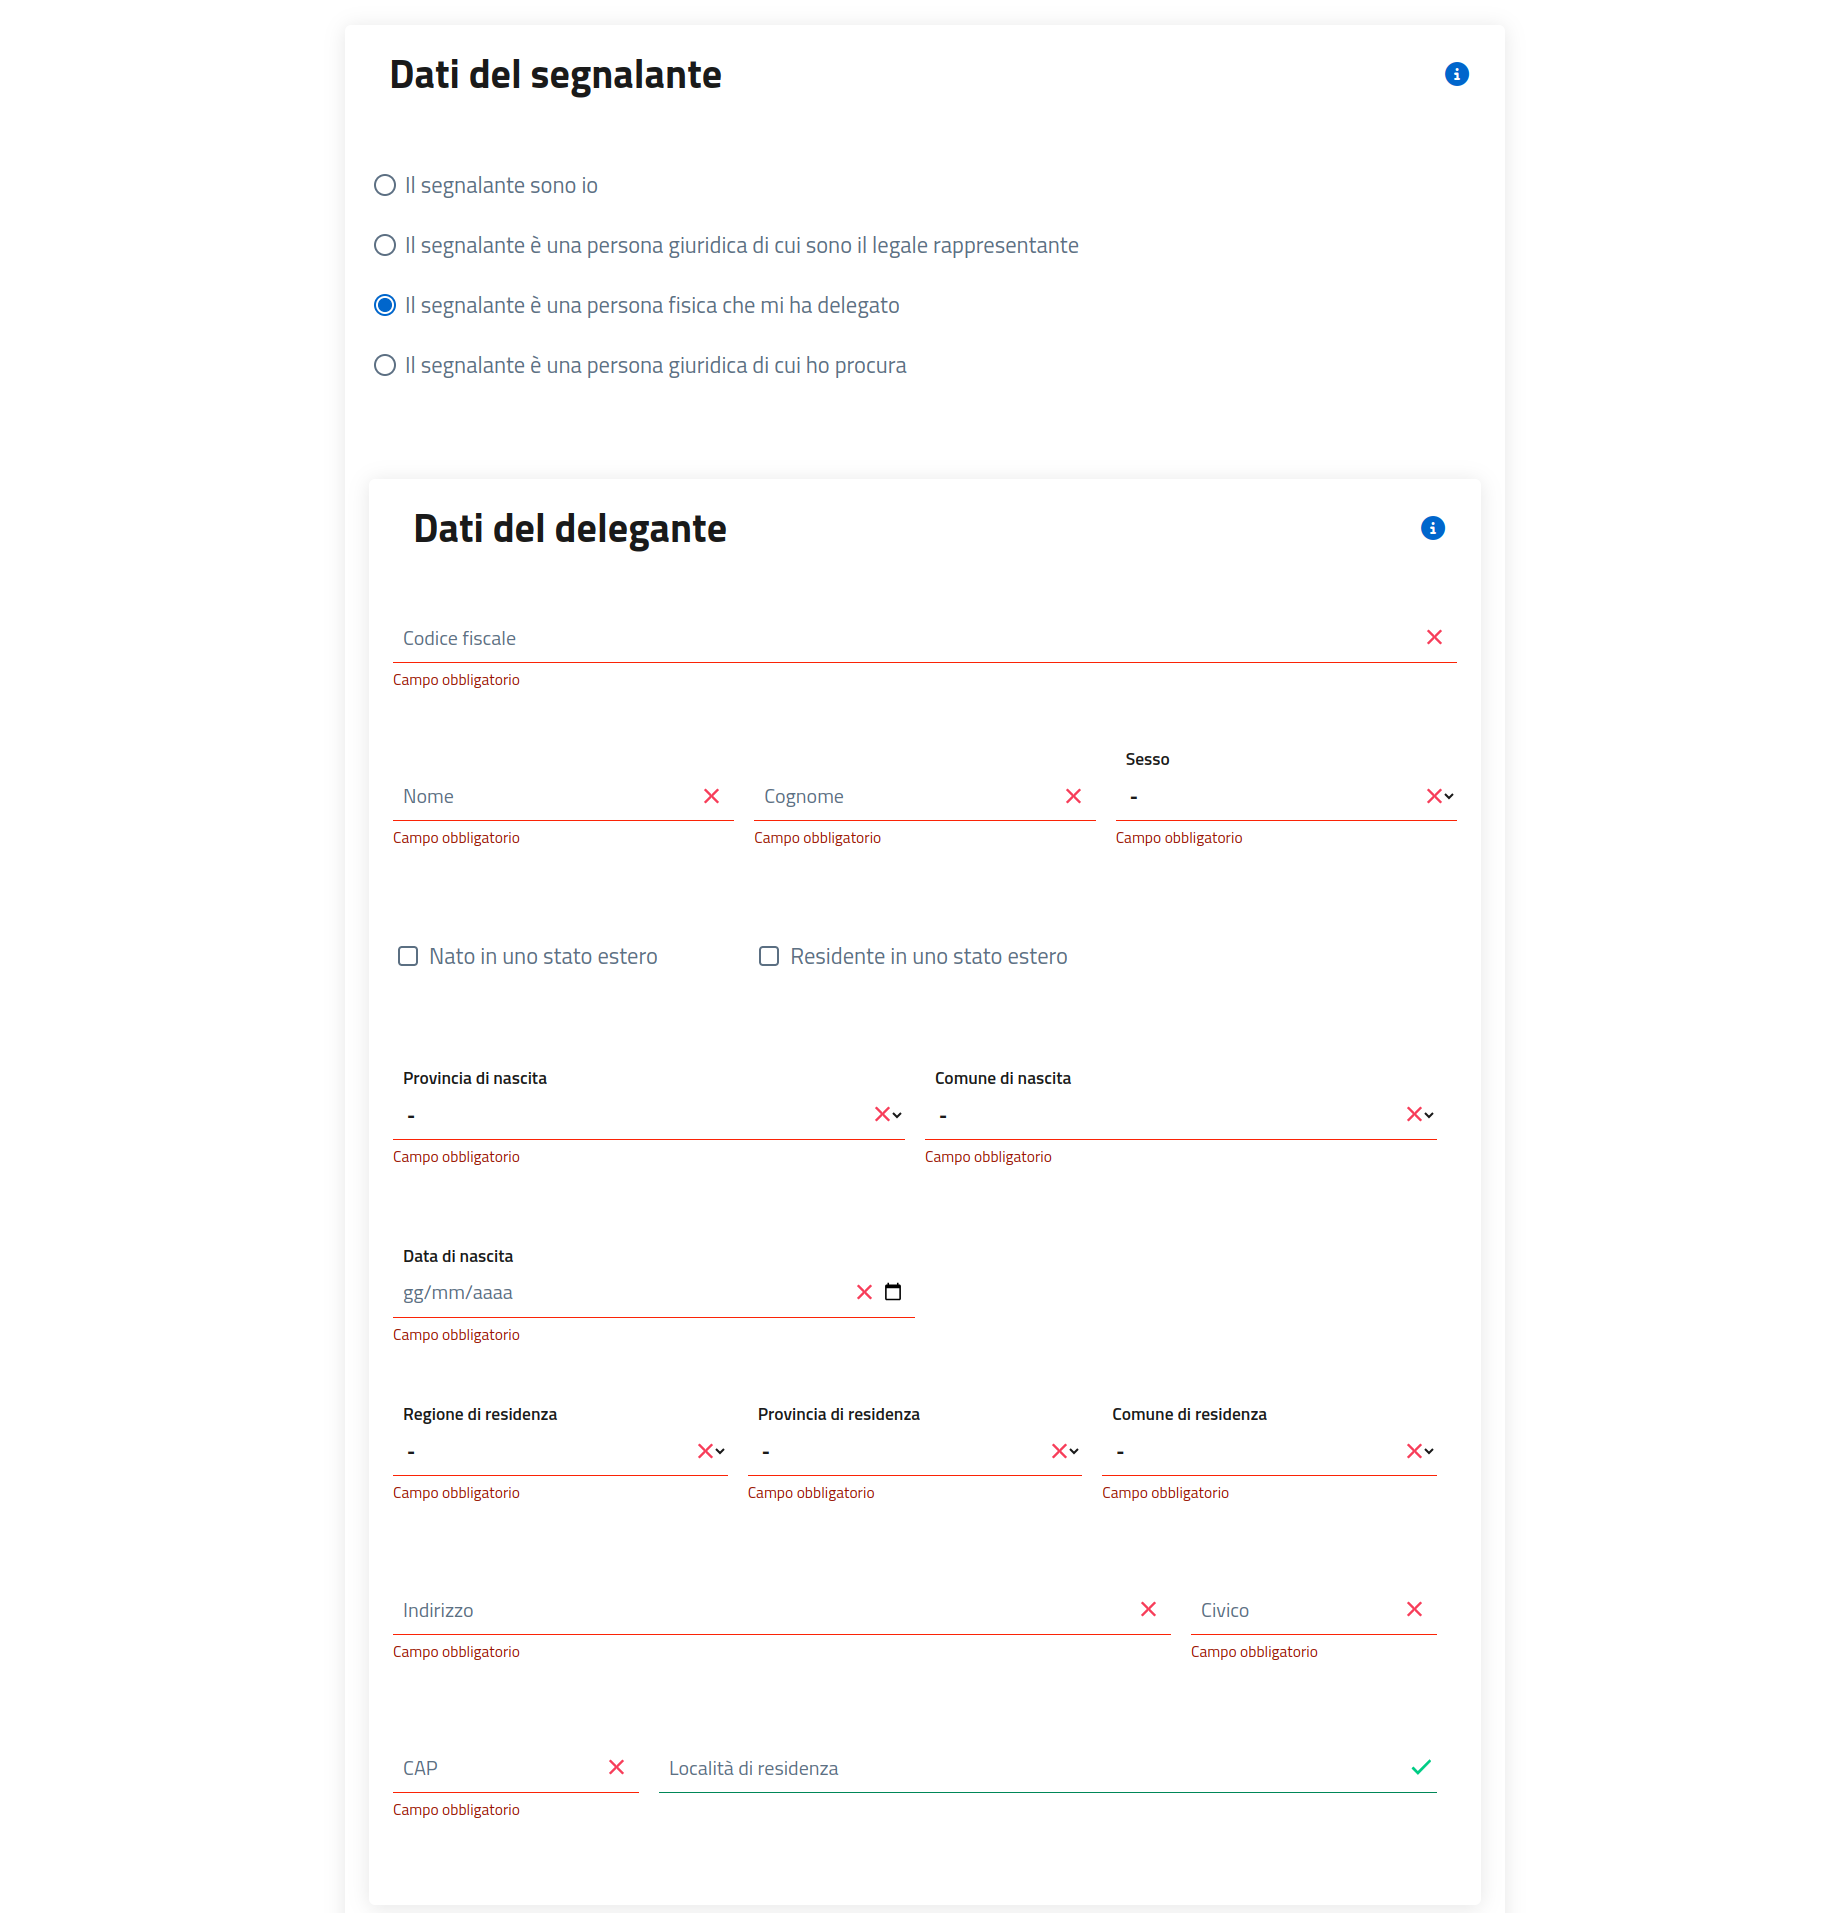 Dati del segnalante
Il segnalante sono io
Il segnalante è una persona giuridica di cui sono il legale rappresentante
Il segnalante è una persona fisica che mi ha delegato
Il segnalante è una persona giuridica di cui ho procura
Dati del delegante
Codice fiscale
Campo obbligatorio
Sesso
Nome Cognome -
Campo obbligatorio Campo obbligatorio Campo obbligatorio
Nato in uno stato estero Residente in uno stato estero
Provincia di nascita Comune di nascita
- -
Campo obbligatorio Campo obbligatorio
Data di nascita
gg/mm/aaaa
Campo obbligatorio
Regione di residenza Provincia di residenza Comune di residenza
- - -
Campo obbligatorio Campo obbligatorio Campo obbligatorio
Indirizzo Civico
Campo obbligatorio Campo obbligatorio
CAP Località di residenza
Campo obbligatorio